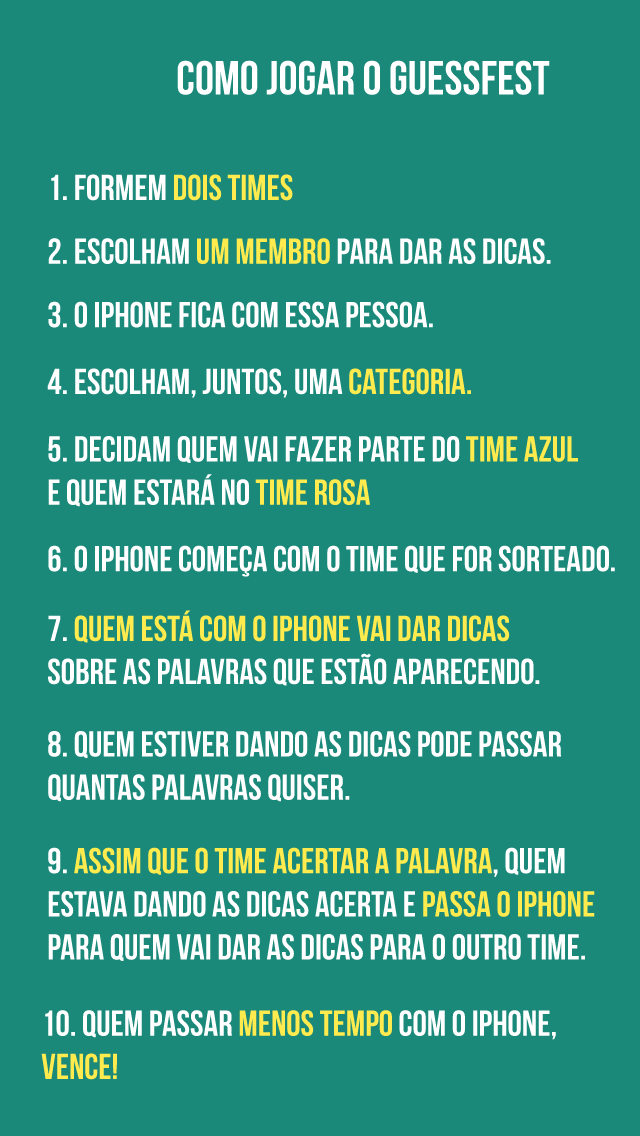 COMO JOGAR O GUESSFEST
1. FORMEM DOIS TIMES
2. ESCOLHAM UM MEMBRO PARA DAR AS DICAS.
3. O IPHONE FICA COM ESSA PESSOA.
4. ESCOLHAM, JUNTOS, UMA CATEGORIA.
5. DECIDAM QUEM VAI FAZER PARTE DO TIME AZUL
E QUEM ESTARÁ NO TIME ROSA
6. O IPHONE COMEÇA COM O TIME QUE FOR SORTEADO.
7. QUEM ESTÁ COM O IPHONE VAI DAR DICAS
SOBRE AS PALAVRAS QUE ESTÃO APARECENDO.
8. QUEM ESTIVER DANDO AS DICAS PODE PASSAR
QUANTAS PALAVRAS QUISER.
9. ASSIM QUE O TIME ACERTAR A PALAVRA, QUEM
ESTAVA DANDO AS DICAS ACERTA E PASSA O IPHONE
PARA QUEM VAI DAR AS DICAS PARA O OUTRO TIME.
10. QUEM PASSAR MENOS TEMPO COM O IPHONE,
VENCE!